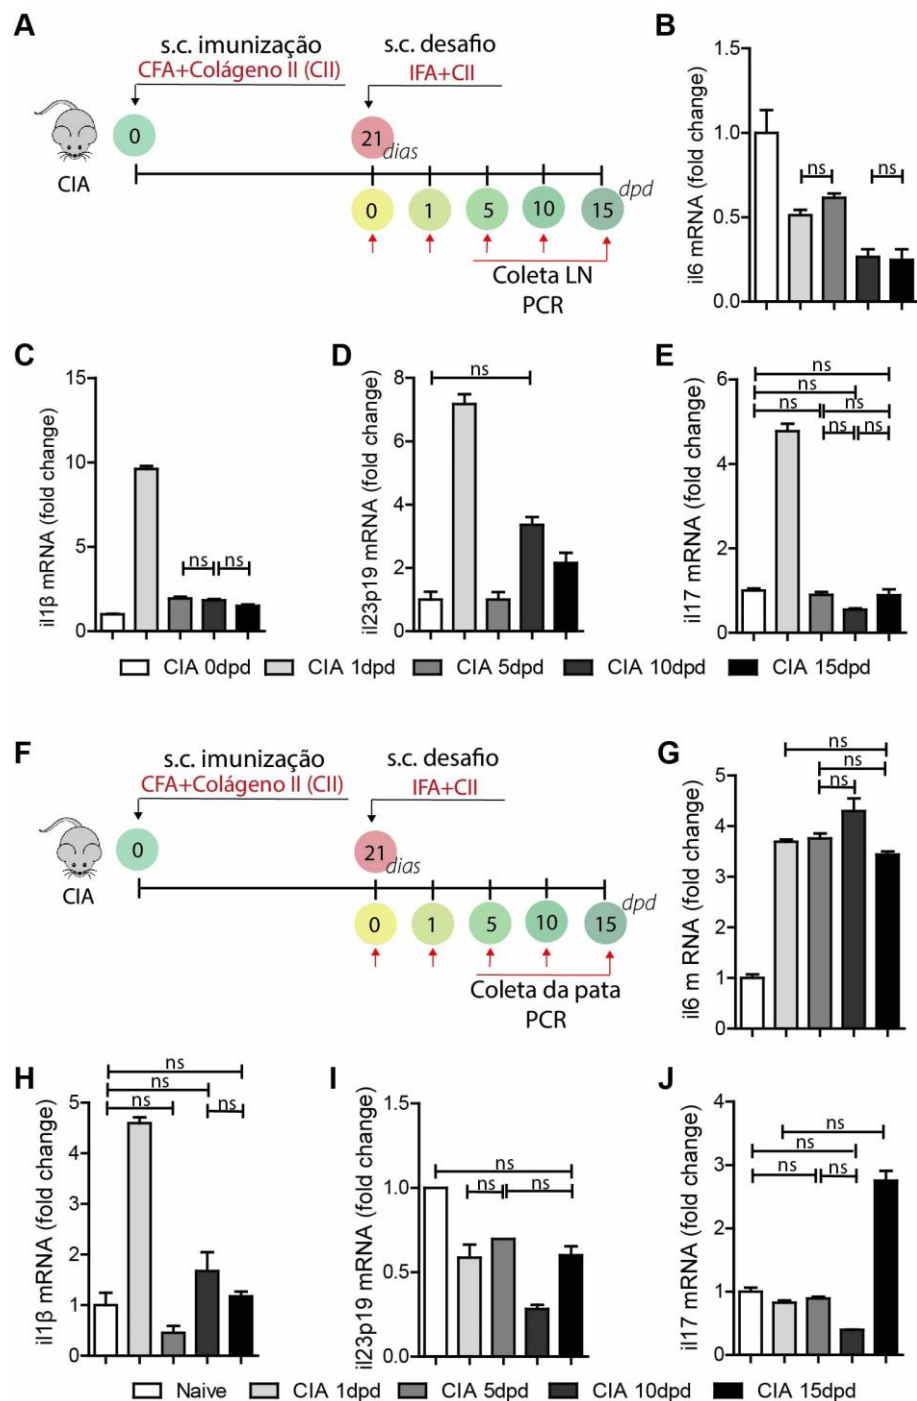 A
s.c. imunização
CFA+Colágeno II (CII)
s.c. desafio
IFA+CII
0
21
dias
CIA
dpd
0
1
5
10
15
Coleta LN
PCR
B
il6 mRNA (fold change)
1.5
1.0
0.5
0.0
ns
ns
C
il1β mRNA (fold change)
15
10
5
0
ns
ns
D
il23p19 mRNA (fold change)
8
6
4
2
0
ns
E
il17 mRNA (fold change)
6
4
2
0
ns
ns
ns
ns
ns
ns
CIA 0dpd
CIA 1dpd
CIA 5dpd
CIA 10dpd
CIA 15dpd
F
s.c. imunização
CFA+Colágeno II (CII)
s.c. desafio
IFA+CII
0
21
dias
CIA
dpd
0
1
5
10
15
Coleta da pata
PCR
G
il6 m RNA (fold change)
5
4
3
2
1
0
ns
ns
ns
H
il1β mRNA (fold change)
5
4
3
2
1
0
ns
ns
ns
ns
I
il23p19 mRNA (fold change)
1.5
1.0
0.5
0.0
ns
ns
ns
J
il17 mRNA (fold change)
4
3
2
1
0
ns
ns
ns
ns
Naive
CIA 1dpd
CIA 5dpd
CIA 10dpd
CIA 15dpd